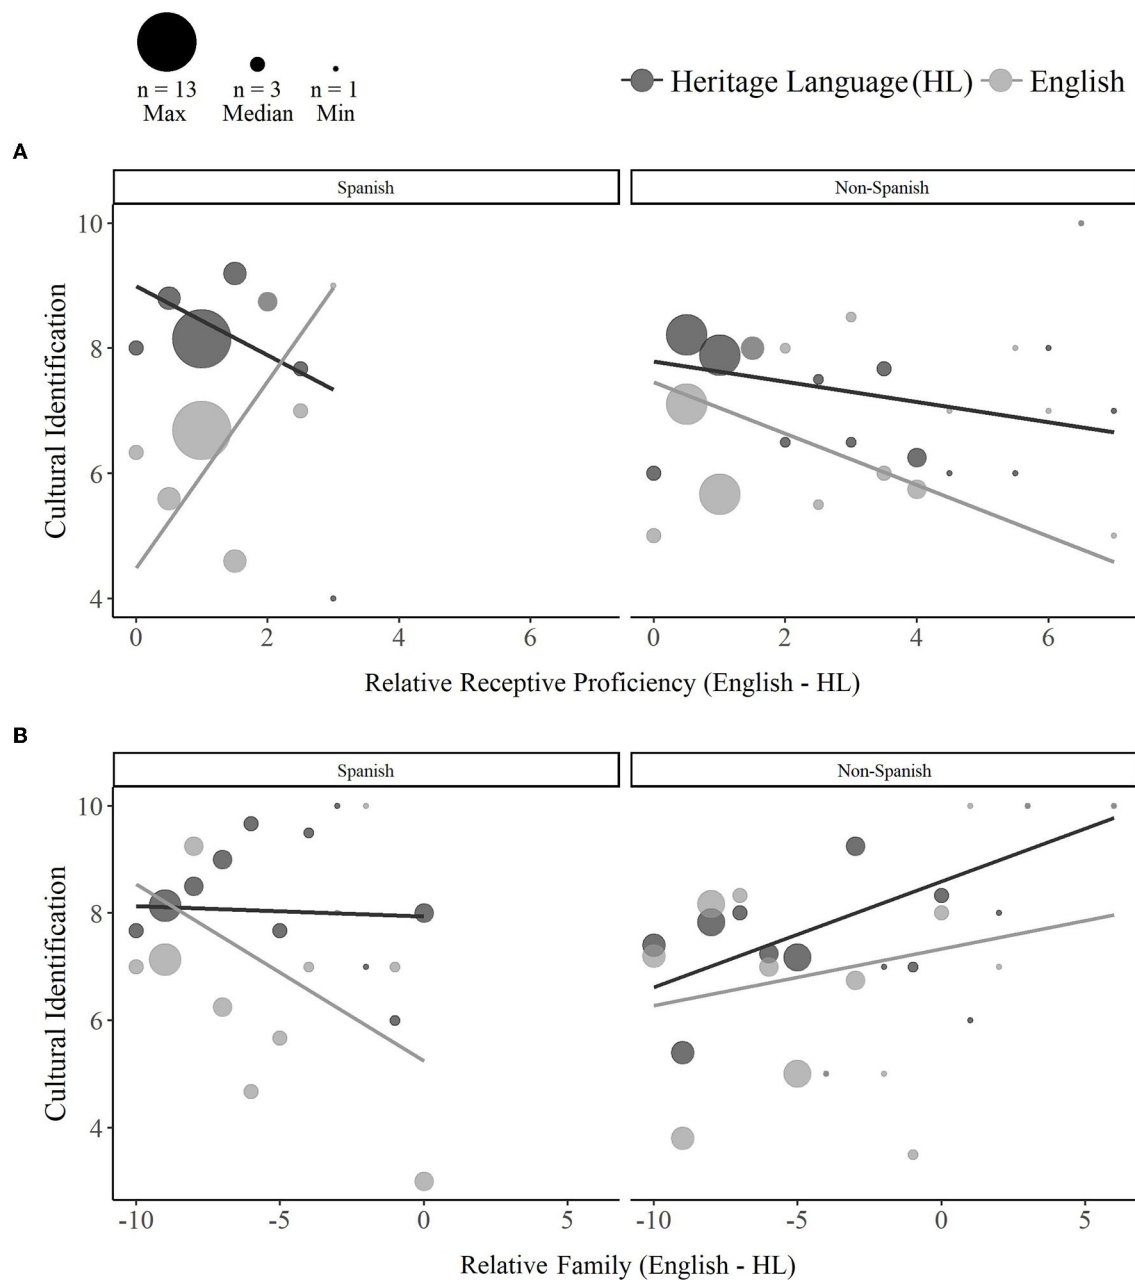 n = 13 n = 3 n = 1
Max Median Min
Heritage Language (HL) English
A
Spanish Non-Spanish
Cultural Identification
10
8
6
4
0 2 4 6 0 2 4 6
Relative Receptive Proficiency (English - HL)
B
Spanish Non-Spanish
Cultural Identification
10
8
6
4
-10 -5 0 5 -10 -5 0 5
Relative Family (English - HL)